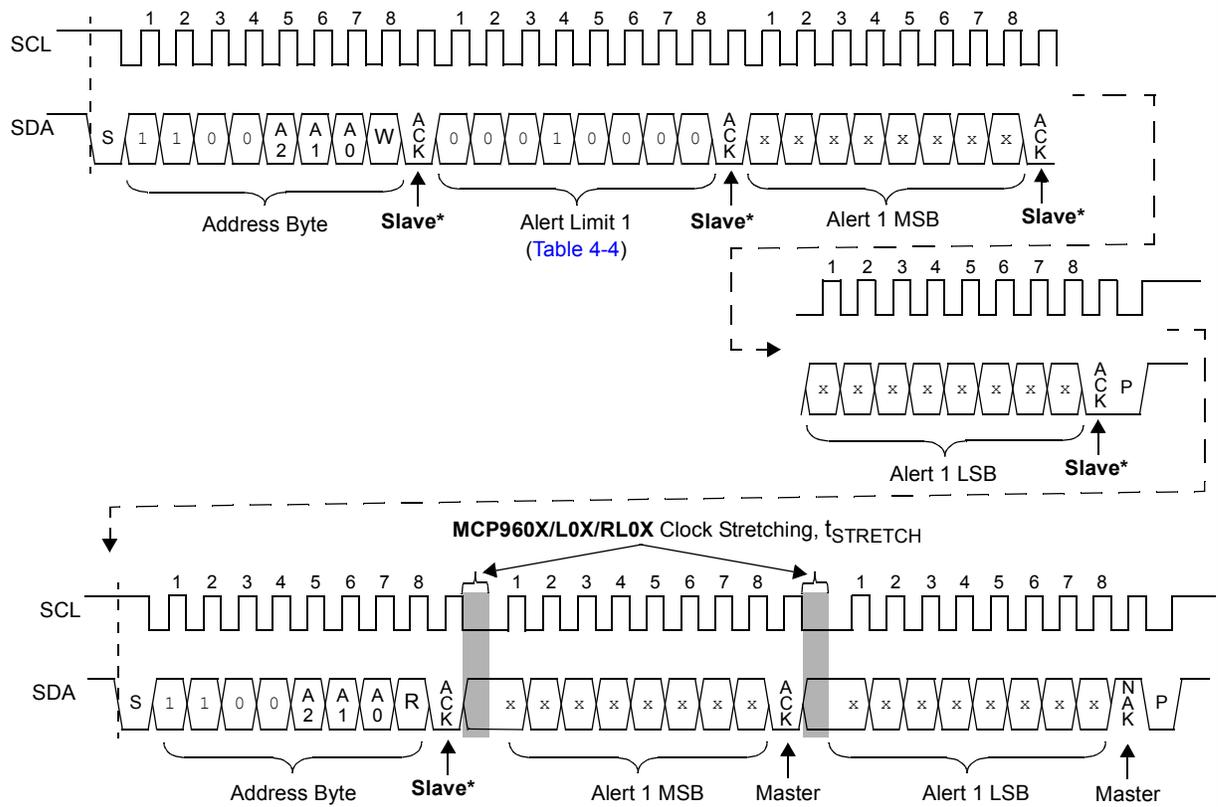 1 2 3 4 5 6 7 8 1 2 3 4 5 6 7 8 1 2 3 4 5 6 7 8
SCL
SDA S 1 1 0 0 A2 A1 A0 W ACK 0 0 0 1 0 0 0 0 ACK x x x x x x x x ACK
Address Byte Slave* Alert Limit 1 Slave* Alert 1 MSB Slave*
(Table 4-4)
1 2 3 4 5 6 7 8
x x x x x x x x ACK P
Alert 1 LSB Slave*
MCP960X/L0X/RL0X Clock Stretching, tSTRETCH
1 2 3 4 5 6 7 8 1 2 3 4 5 6 7 8 1 2 3 4 5 6 7 8
SCL
SDA S 1 1 0 0 A2 A1 A0 R ACK x x x x x x x x ACK x x x x x x x x NAK P
Address Byte Slave* Alert 1 MSB Master Alert 1 LSB Master